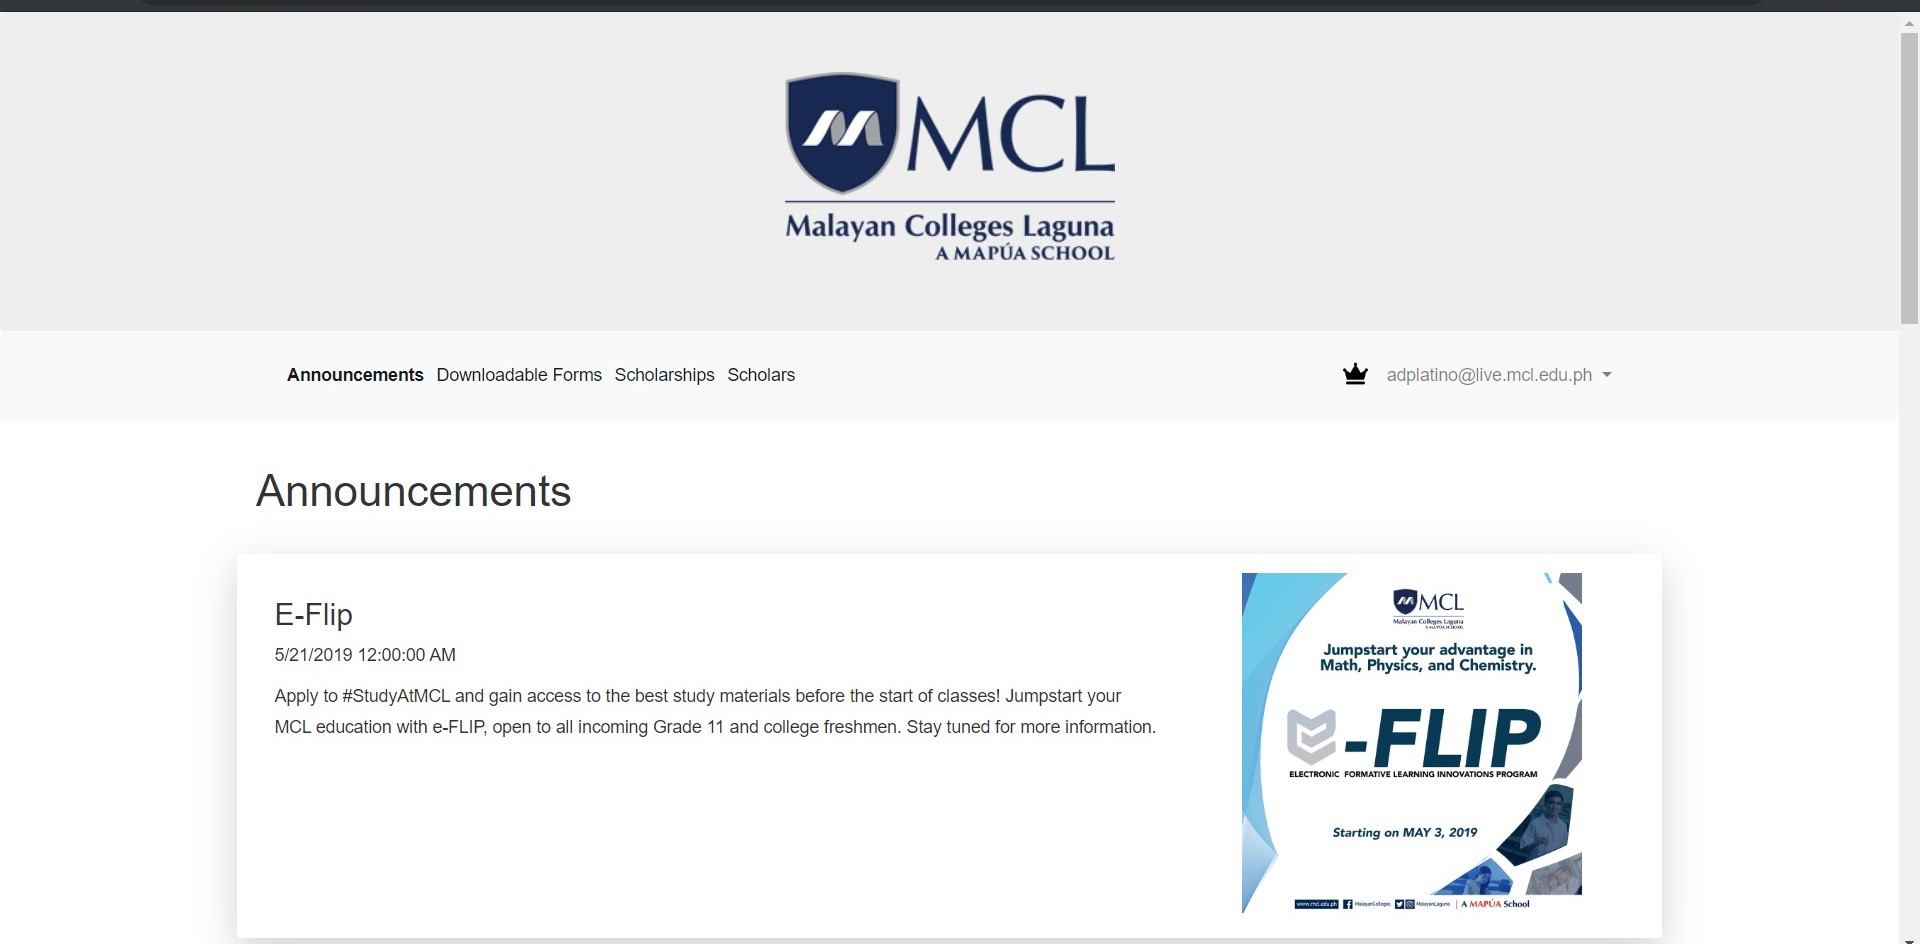 MCL
Malayan Colleges Laguna
A MAPÚA SCHOOL
Announcements Downloadable Forms Scholarships Scholars
adplatino@live.mcl.edu.ph
Announcements
E-Flip
5/21/2019 12:00:00 AM
Apply to #StudyAtMCL and gain access to the best study materials before the start of classes! Jumpstart your
MCL education with e-FLIP, open to all incoming Grade 11 and college freshmen. Stay tuned for more information.
MCL
Malayan Colleges Laguna
A MAPÚA SCHOOL
Jumpstart your advantage in
Math, Physics, and Chemistry.
e-FLIP
ELECTRONIC FORMATIVE LEARNING INNOVATIONS PROGRAM
Starting on MAY 3, 2019
www.mcl.edu.ph MalayanColleges MalayanLaguna | A MAPÚA School